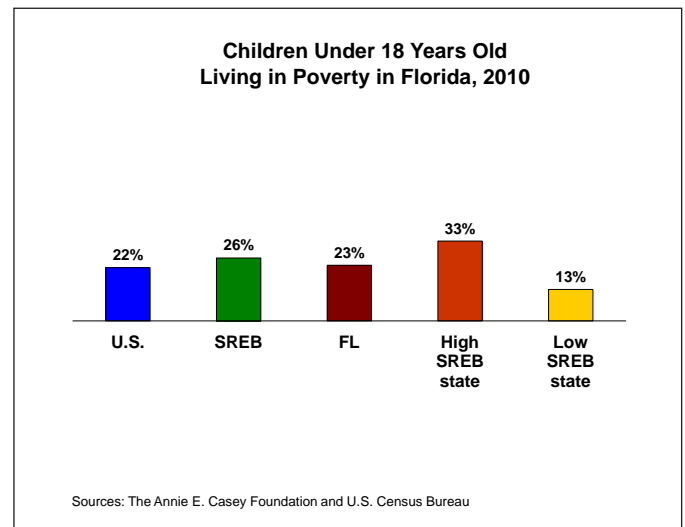 Children Under 18 Years Old
Living in Poverty in Florida, 2010
22%
26%
23%
33%
13%
U.S.
SREB
FL
High
SREB
state
Low
SREB
state
Sources: The Annie E. Casey Foundation and U.S. Census Bureau